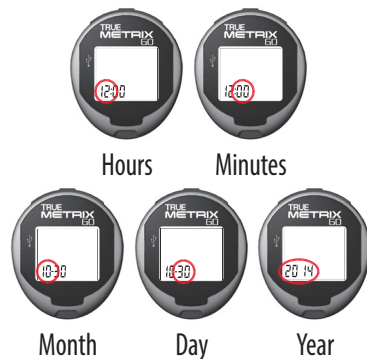 TRUE METRIX GO
12:00
TRUE METRIX GO
12:00
Hours
Minutes
TRUE METRIX GO
10-30
TRUE METRIX GO
10-30
TRUE METRIX GO
2014
Month
Day
Year